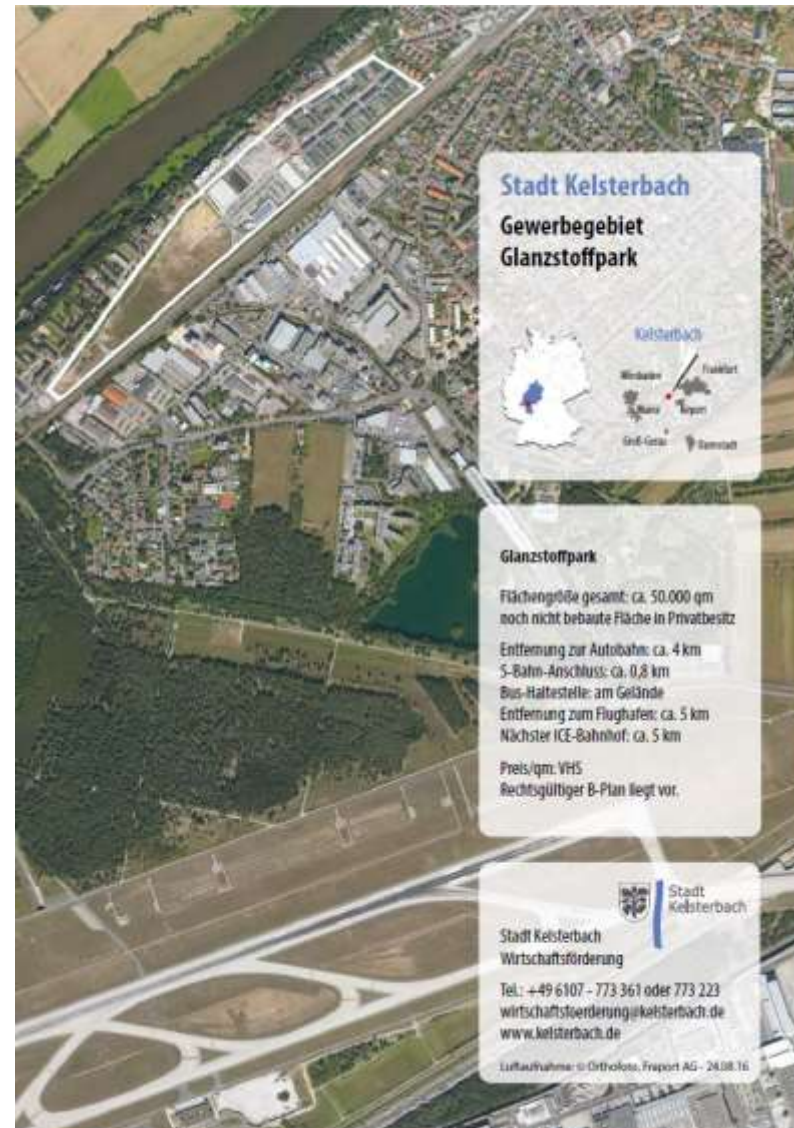 Stadt Kelsterbach
Gewerbegebiet
Glanzstoffpark
Kelsterbach
Wiesbaden
Frankfurt
Mainz
Airport
Groß-Gerau
Darmstadt
Glanzstoffpark
Flächengröße gesamt: ca. 50.000 qm
noch nicht bebaute Fläche in Privatbesitz
Entfernung zur Autobahn: ca. 4 km
S-Bahn-Anschluss: ca. 0,8 km
Bus-Haltestelle: am Gelände
Entfernung zum Flughafen: ca. 5 km
Nächster ICE-Bahnhof: ca. 5 km
Preis/qm: VHS
Rechtsgültiger B-Plan liegt vor.
Stadt
Kelsterbach
Stadt Kelsterbach
Wirtschaftsförderung
Tel.: +49 6107 - 773 361 oder 773 223
wirtschaftsfoerderung@kelsterbach.de
www.kelsterbach.de
Luftaufnahme: © Orthofoto, Fraport AG - 24.08.16